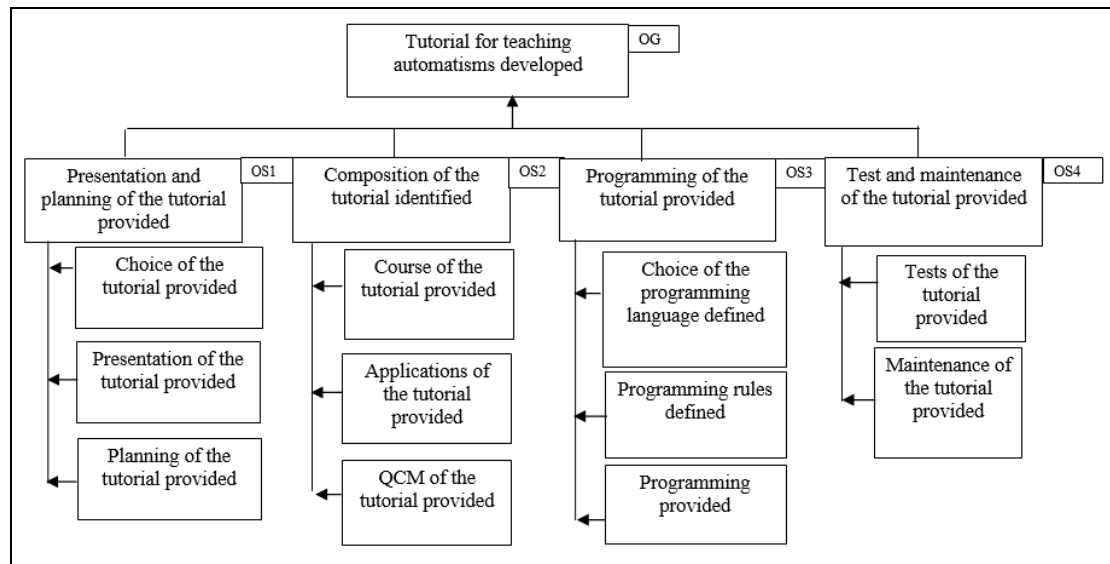 Tutorial for teaching
automatisms developed
OG
Presentation and
planning of the tutorial
provided
OS1
Choice of the
tutorial provided
Presentation of the
tutorial provided
Planning of the
tutorial provided
Composition of the
tutorial identified
OS2
Course of the
tutorial provided
Applications of
the tutorial
provided
QCM of the
tutorial provided
Programming of the
tutorial provided
OS3
Choice of the
programming
language defined
Programming rules
defined
Programming
provided
Test and maintenance
of the tutorial provided
OS4
Tests of the
tutorial
provided
Maintenance of
the tutorial
provided